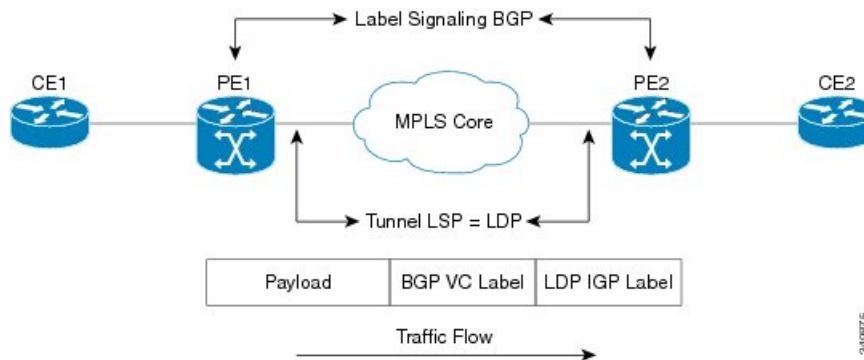 Label Signaling BGP
CE1
PE1
PE2
CE2
MPLS Core
Tunnel LSP = LDP
Payload
BGP VC Label
LDP IGP Label
Traffic Flow